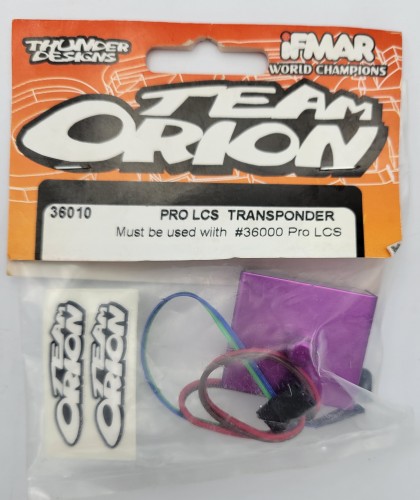 THUNDER
DESIGNS
iFMAR
WORLD CHAMPIONS
TEAM
ORION
36010
PRO LCS TRANSPONDER
Must be used wiith #36000 Pro LCS
TEAM
ORION
TEAM
ORION